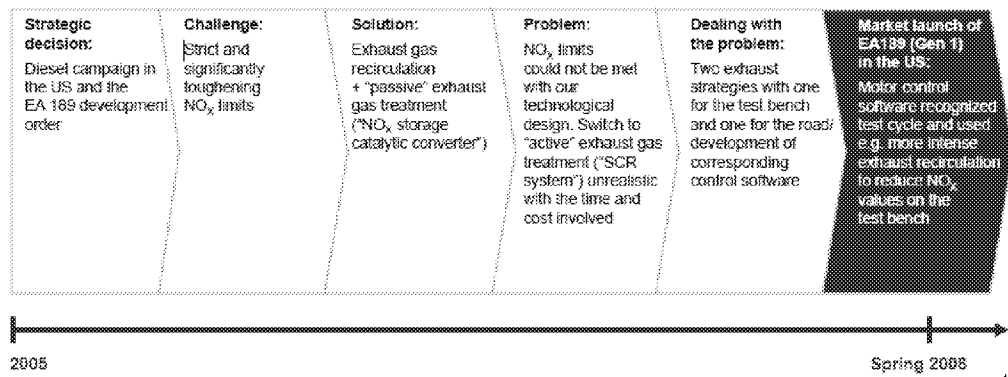 Strategic
decision:
Diesel campaign in
the US and the
EA 189 development
order
Challenge:
Strict and
significantly
toughening
NOx limits
Solution:
Exhaust gas
recirculation
+ "passive" exhaust
gas treatment
("NOx storage
catalytic converter")
Problem:
NOx limits
could not be met
with our
technological
design. Switch to
"active" exhaust gas
treatment ("SCR
system") unrealistic
with the time and
cost involved
Dealing with
the problem:
Two exhaust
strategies with one
for the test bench
and one for the road/
development of
corresponding
control software
Market launch of
EA189 (Gen 1)
in the US:
Motor control
software recognized
test cycle and used
e.g. more intense
exhaust recirculation
to reduce NOx
values on the
test bench
2005
Spring 2008